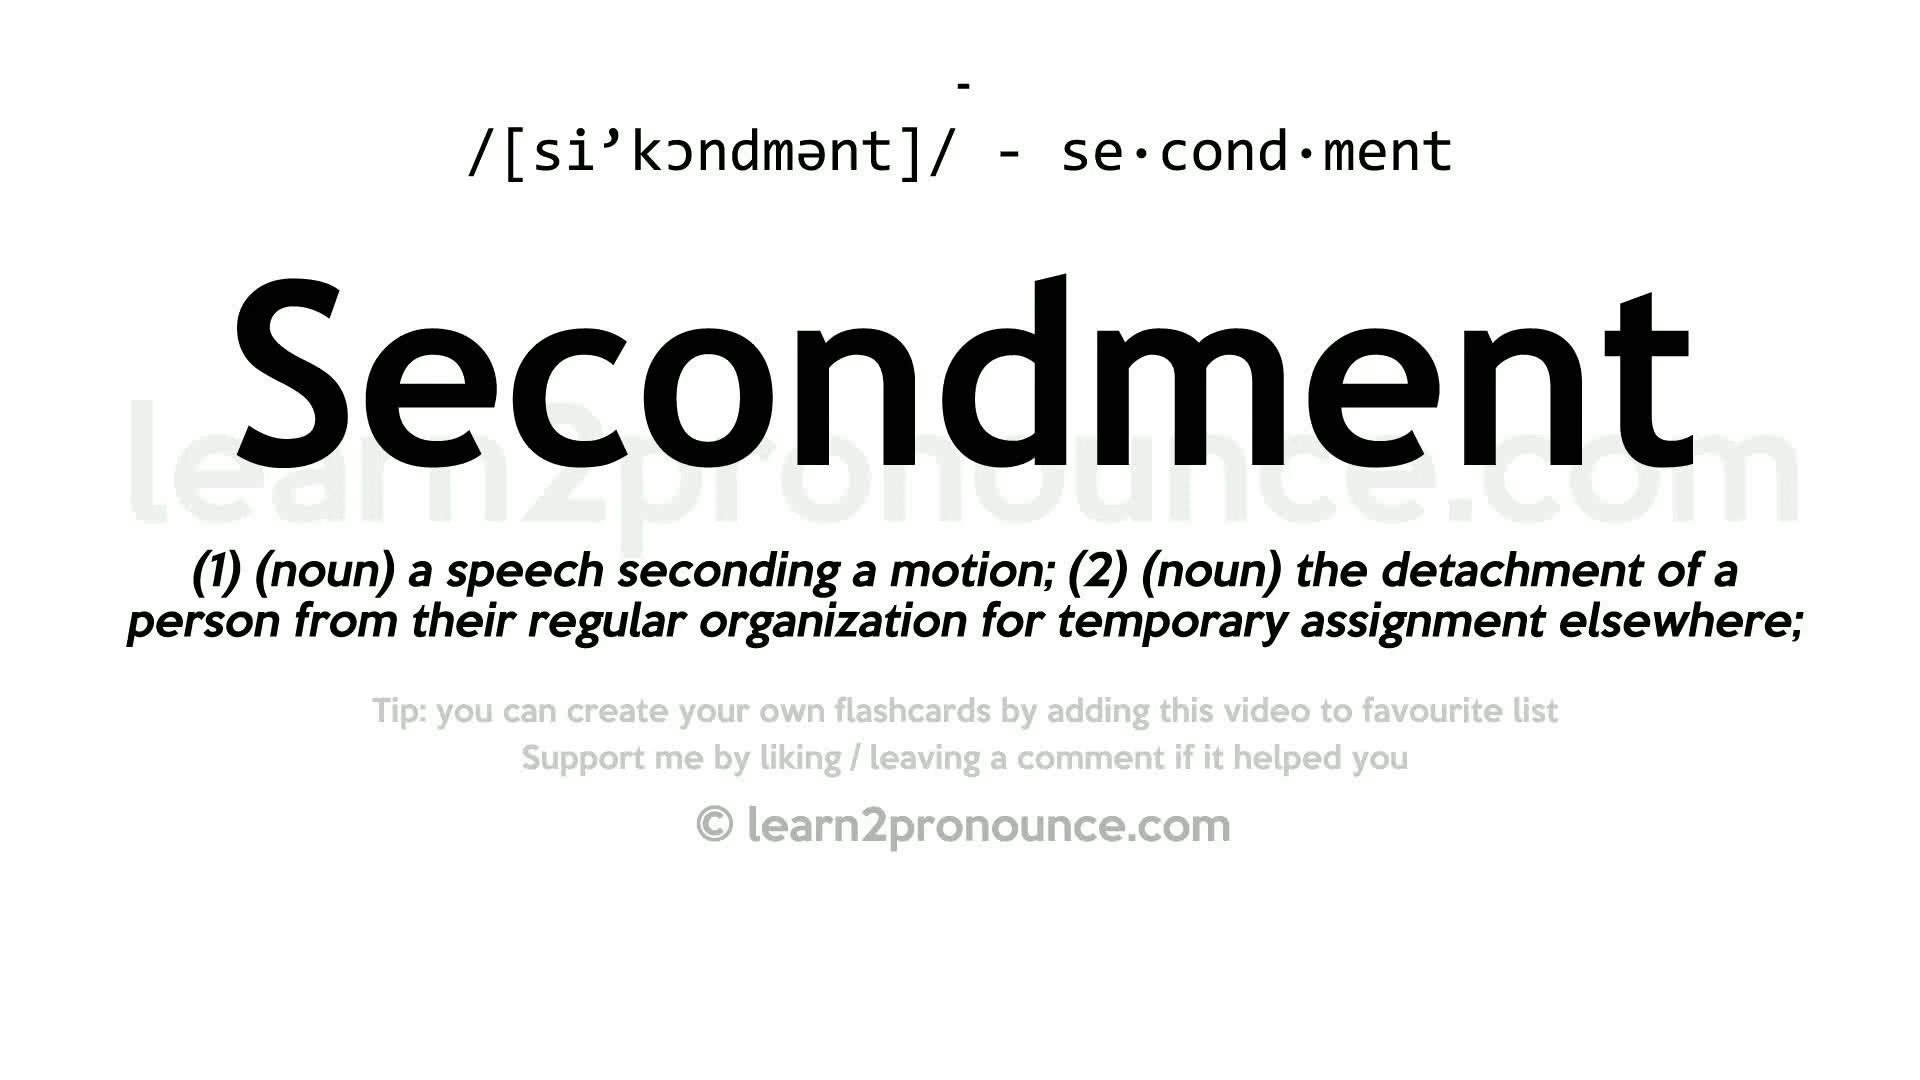 -
/[si’kɔndmənt]/ - se·cond·ment
Secondment
learn2pronounce.com
(1) (noun) a speech seconding a motion; (2) (noun) the detachment of a
person from their regular organization for temporary assignment elsewhere;
Tip: you can create your own flashcards by adding this video to favourite list
Support me by liking / leaving a comment if it helped you
© learn2pronounce.com